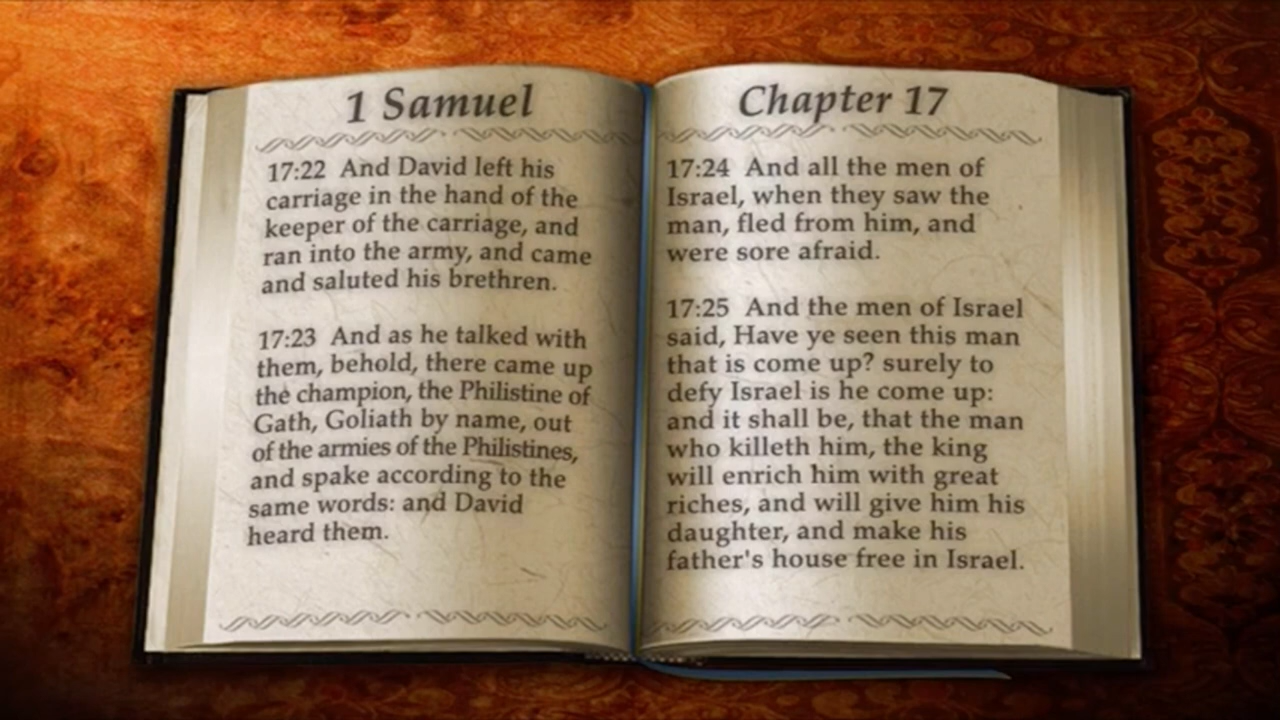 1 Samuel
17:22 And David left his
carriage in the hand of the
keeper of the carriage, and
ran into the army, and came
and saluted his brethren.
17:23 And as he talked with
them, behold, there came up
the champion, the Philistine of
Gath, Goliath by name, out
of the armies of the Philistines,
and spake according to the
same words: and David
heard them.
Chapter 17
17:24 And all the men of
Israel, when they saw the
man, fled from him, and
were sore afraid.
17:25 And the men of Israel
said, Have ye seen this man
that is come up? surely to
defy Israel is he come up:
and it shall be, that the man
who killeth him, the king
will enrich him with great
riches, and will give him his
daughter, and make his
father's house free in Israel.